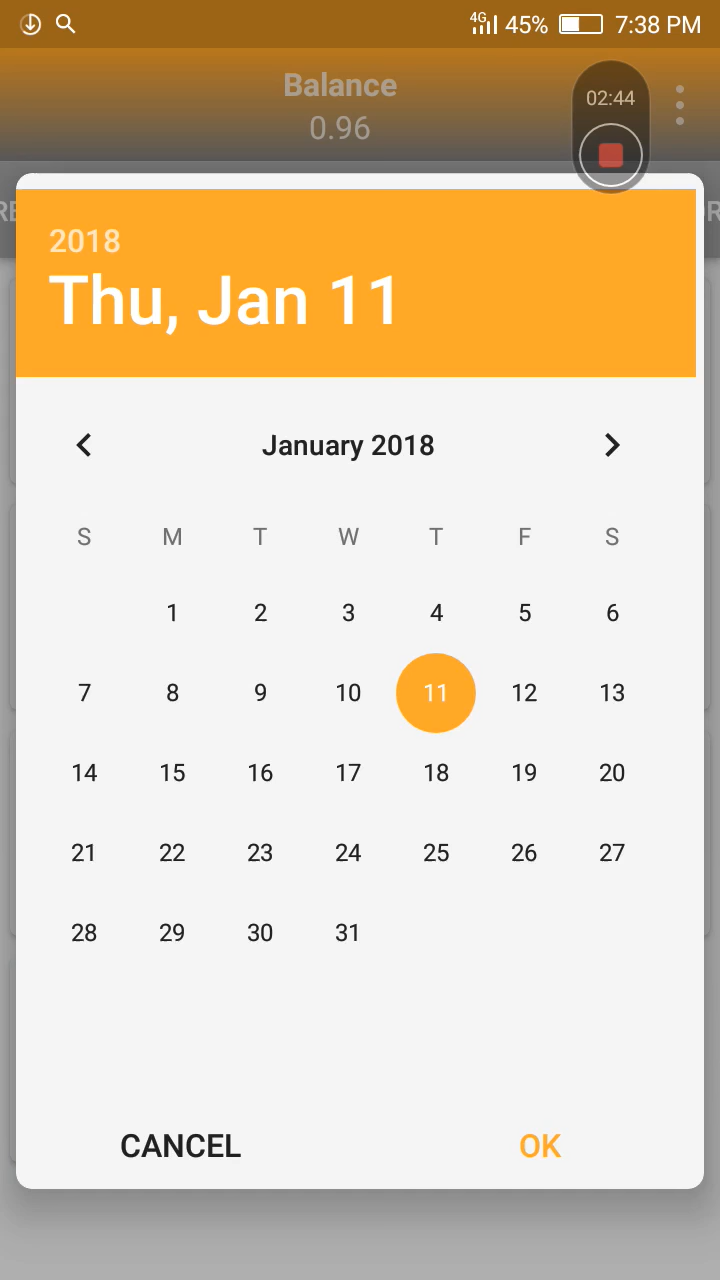 4G 45% 7:38 PM
Balance
0.96
02:44
2018
Thu, Jan 11
January 2018
S M T W T F S
1 2 3 4 5 6
7 8 9 10 11 12 13
14 15 16 17 18 19 20
21 22 23 24 25 26 27
28 29 30 31
CANCEL OK